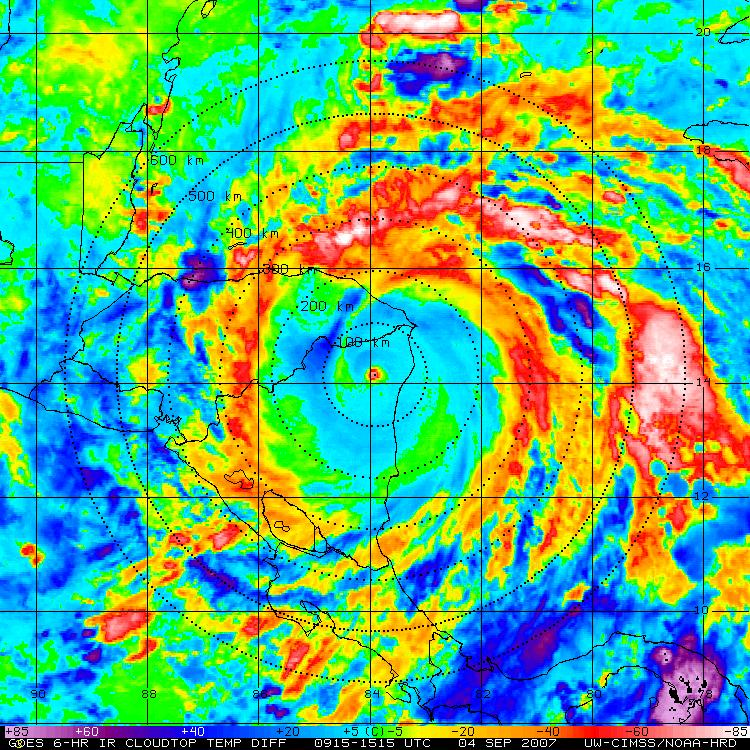 20
18
600 km
500 km
400 km
300 km
16
200 km
100 km
14
12
10
90 88 86 84 82 80 78
+85 +60 +40 +20 +5 0C -5 -20 -40 -60 -85
GOES 6-HR IR CLOUDTOP TEMP DIFF 0915-1515 UTC 04 SEP 2007 UW-CIMSS/NOAA-HRD